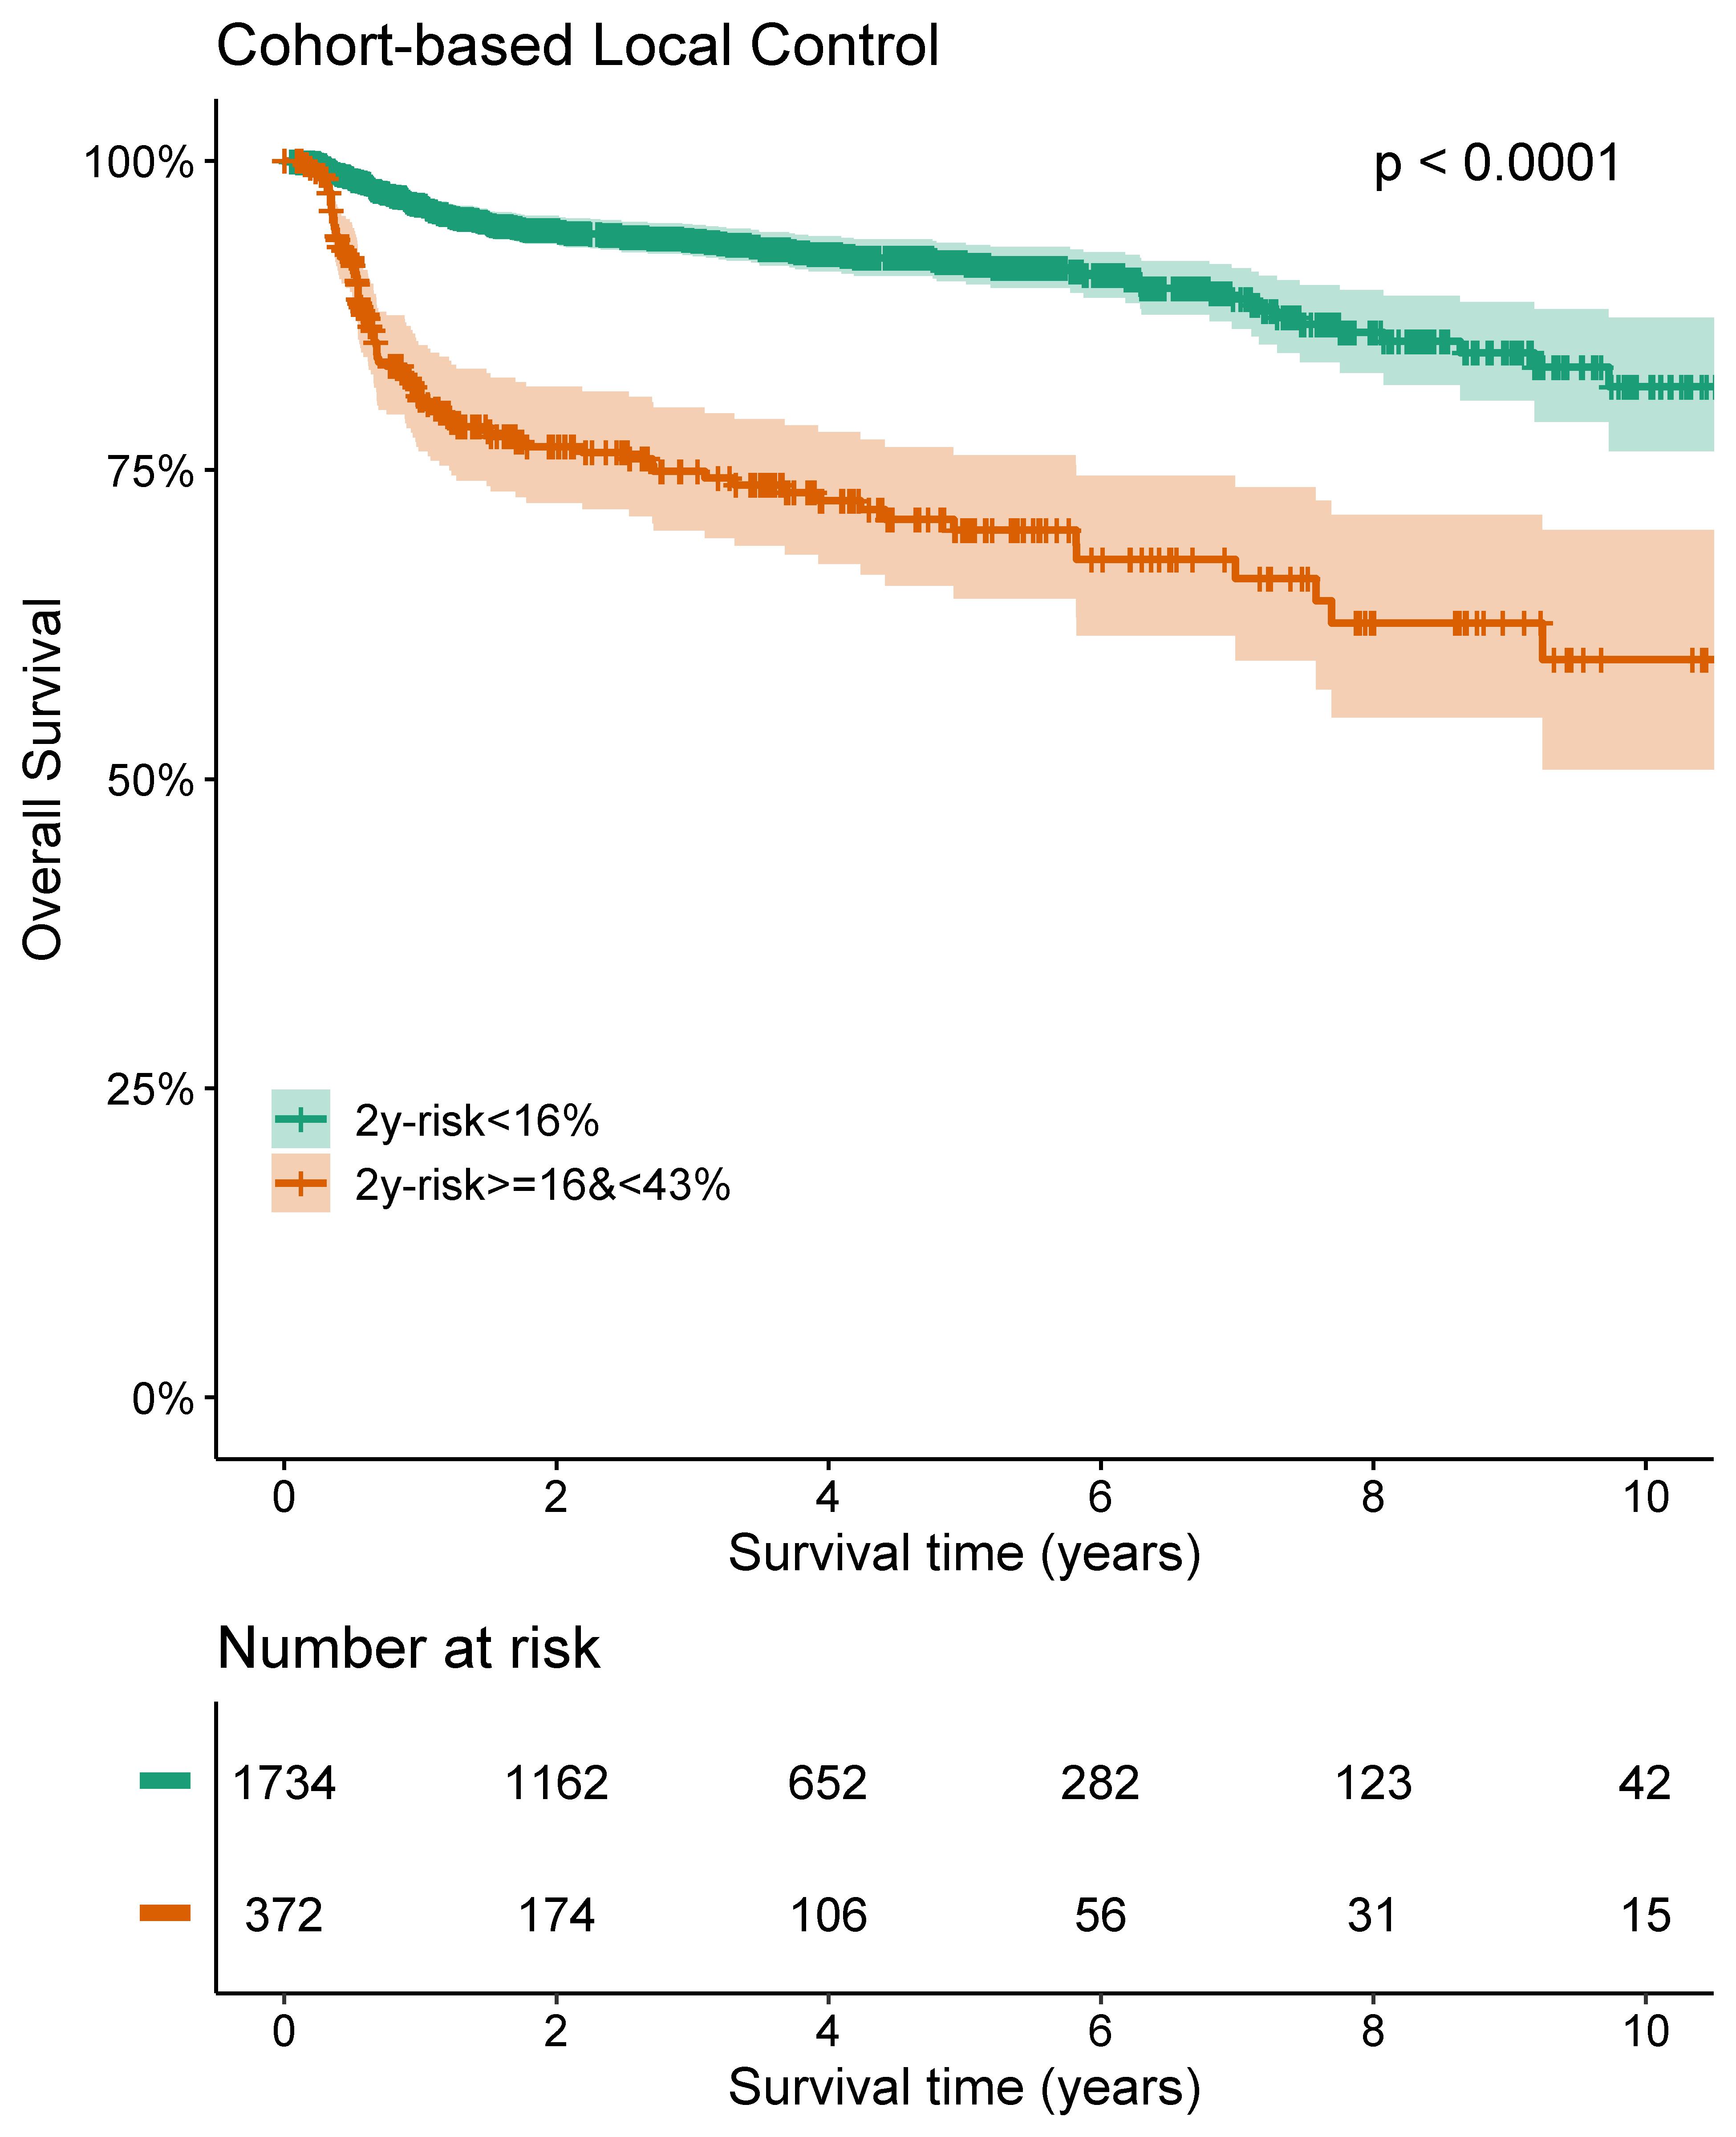 Cohort-based Local Control
p < 0.0001
100%
75%
50%
25%
0%
Overall Survival
2y-risk<16%
2y-risk>=16&<43%
0 2 4 6 8 10
Survival time (years)
Number at risk
1734 1162 652 282 123 42
372 174 106 56 31 15
0 2 4 6 8 10
Survival time (years)